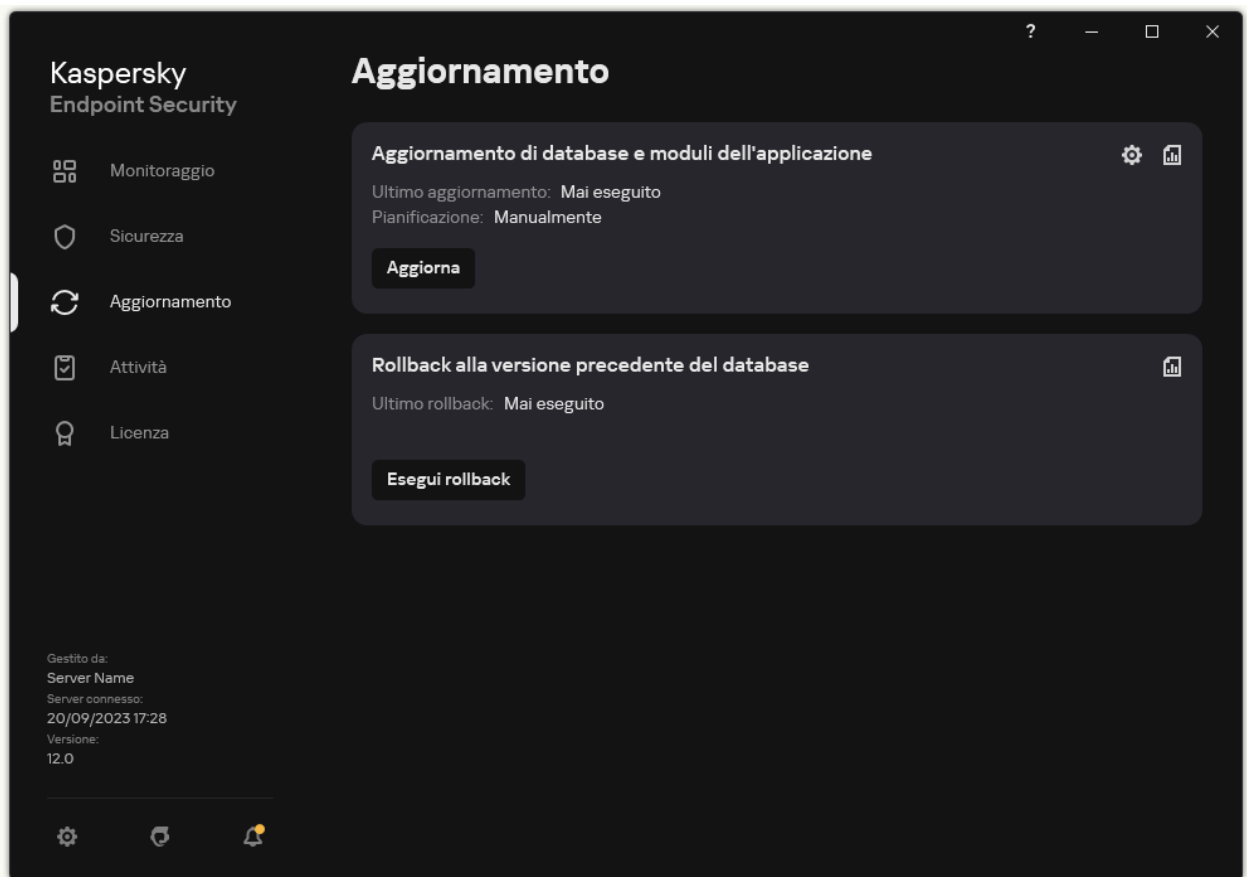 ?
Kaspersky
Endpoint Security
Monitoraggio
Sicurezza
Aggiornamento
Attività
Licenza
Gestito da:
Server Name
Server connesso:
20/09/2023 17:28
Versione:
12.0
Aggiornamento
Aggiornamento di database e moduli dell'applicazione
Ultimo aggiornamento: Mai eseguito
Pianificazione: Manualmente
Aggiorna
Rollback alla versione precedente del database
Ultimo rollback: Mai eseguito
Esegui rollback